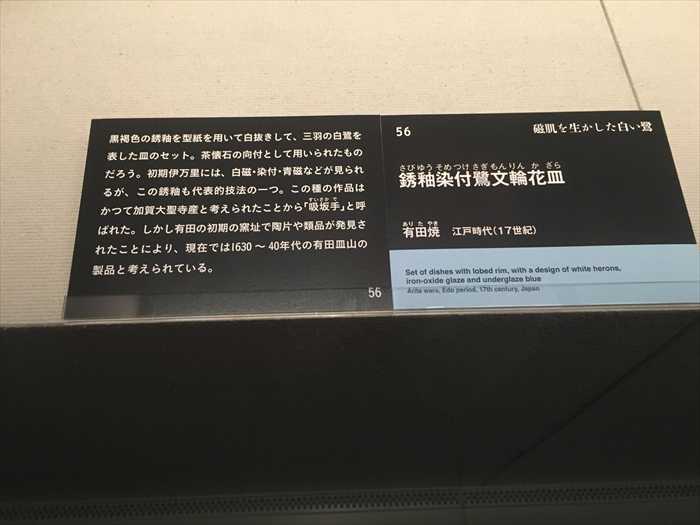 黒褐色の銹釉を型紙を用いて白抜きして、三羽の白鷺を
表した皿のセット。茶懐石の向付として用いられたもの
だろう。初期伊万里には、白磁・染付・青磁などが見られ
るが、この銹釉も代表的技法の一つ。この種の作品は
かつて加賀大聖寺産と考えられたことから「吸坂手」と呼
すいさかで
ばれた。しかし有田の初期の窯址で陶片や類品が発見さ
れたことにより、現在では1630～40年代の有田皿山の
製品と考えられている。
56
56
磁肌を生かした白い鷺
さびゆうそめつけさぎもんりんかざら
銹釉染付鷺文輪花皿
ありたやき
有田焼 江戸時代（17世紀）
Set of dishes with lobed rim, with a design of white herons,
iron-oxide glaze and underglaze blue
Arita ware, Edo period, 17th century, Japan